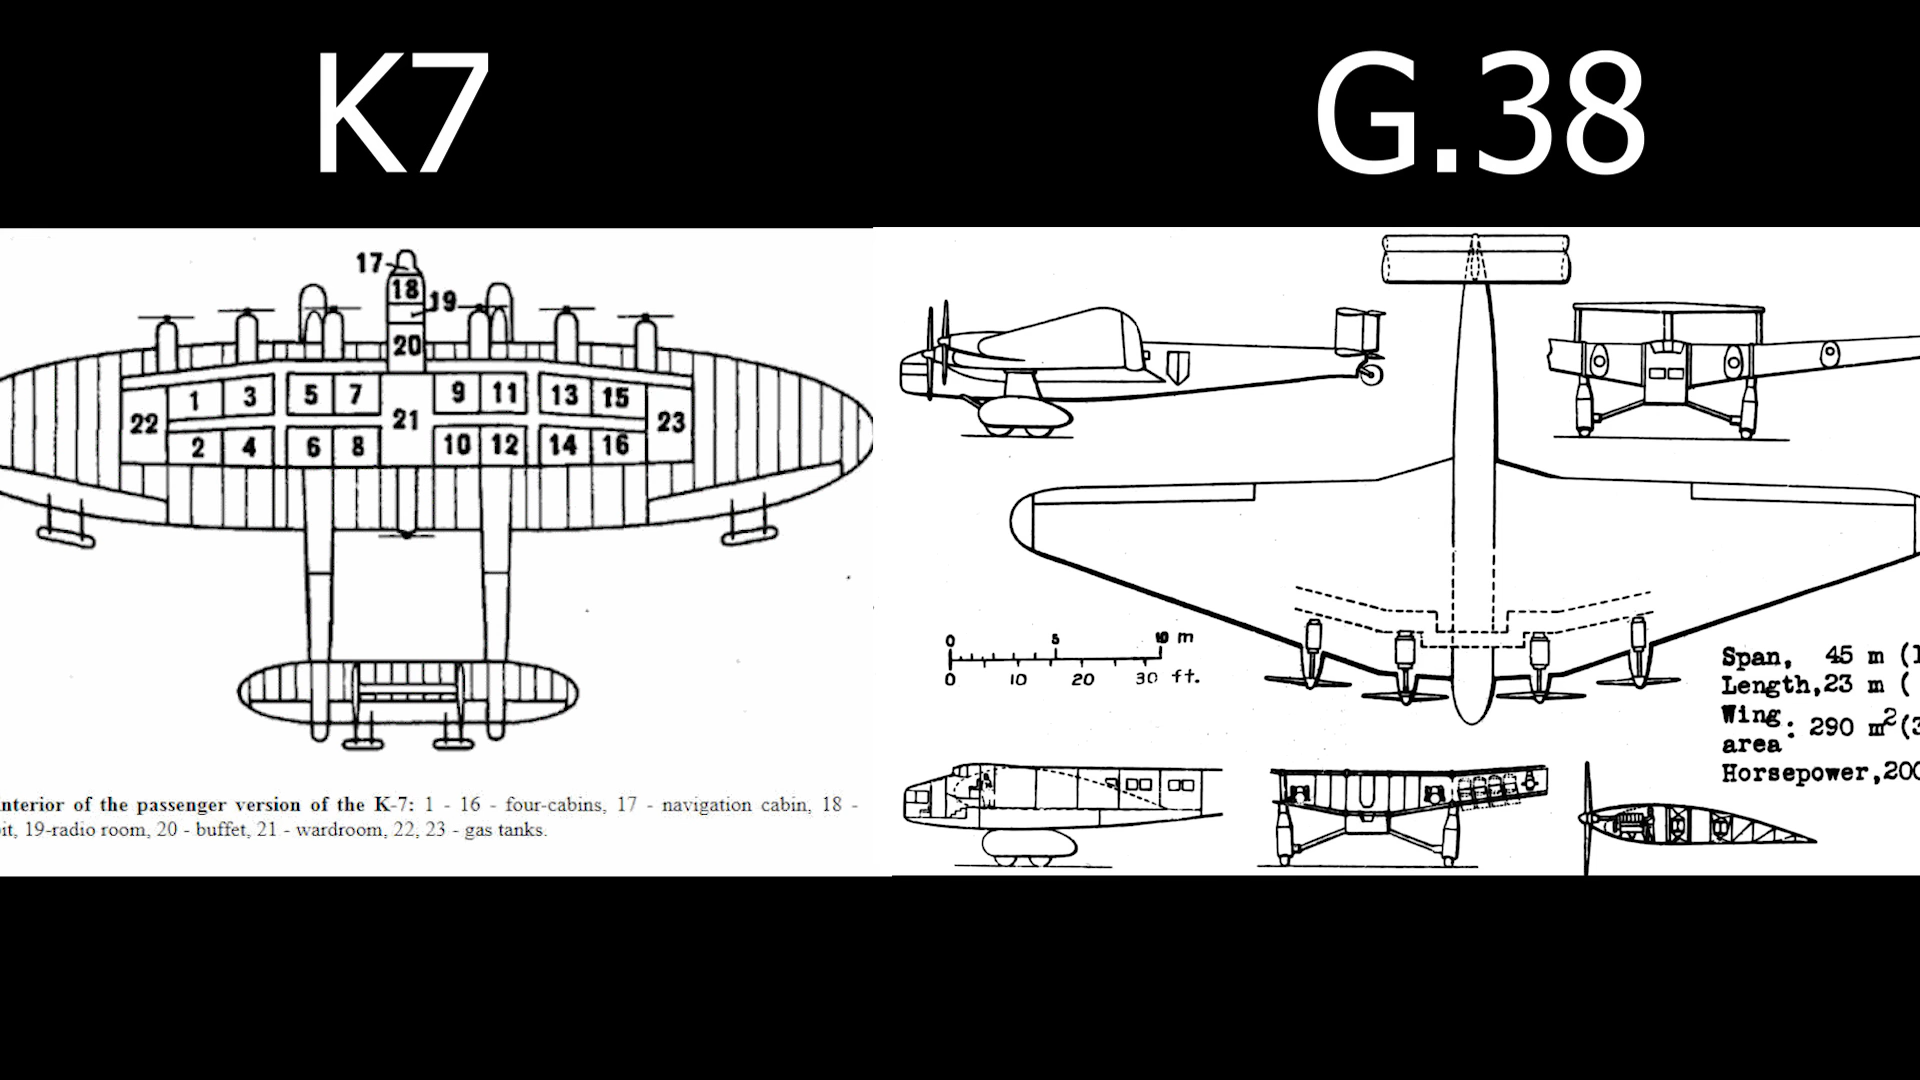 K7
G.38
17
18
19
20
1 3 5 7 9 11 13 15
22 21 23
2 4 6 8 10 12 14 16
nterior of the passenger version of the K-7: 1 - 16 - four-cabins, 17 - navigation cabin, 18 -
it, 19-radio room, 20 - buffet, 21 - wardroom, 22, 23 - gas tanks.
0 5 10 m
0 10 20 30 ft.
Span, 45 m (1
Length, 23 m (
Wing
area : 290 m² (3
Horsepower, 200